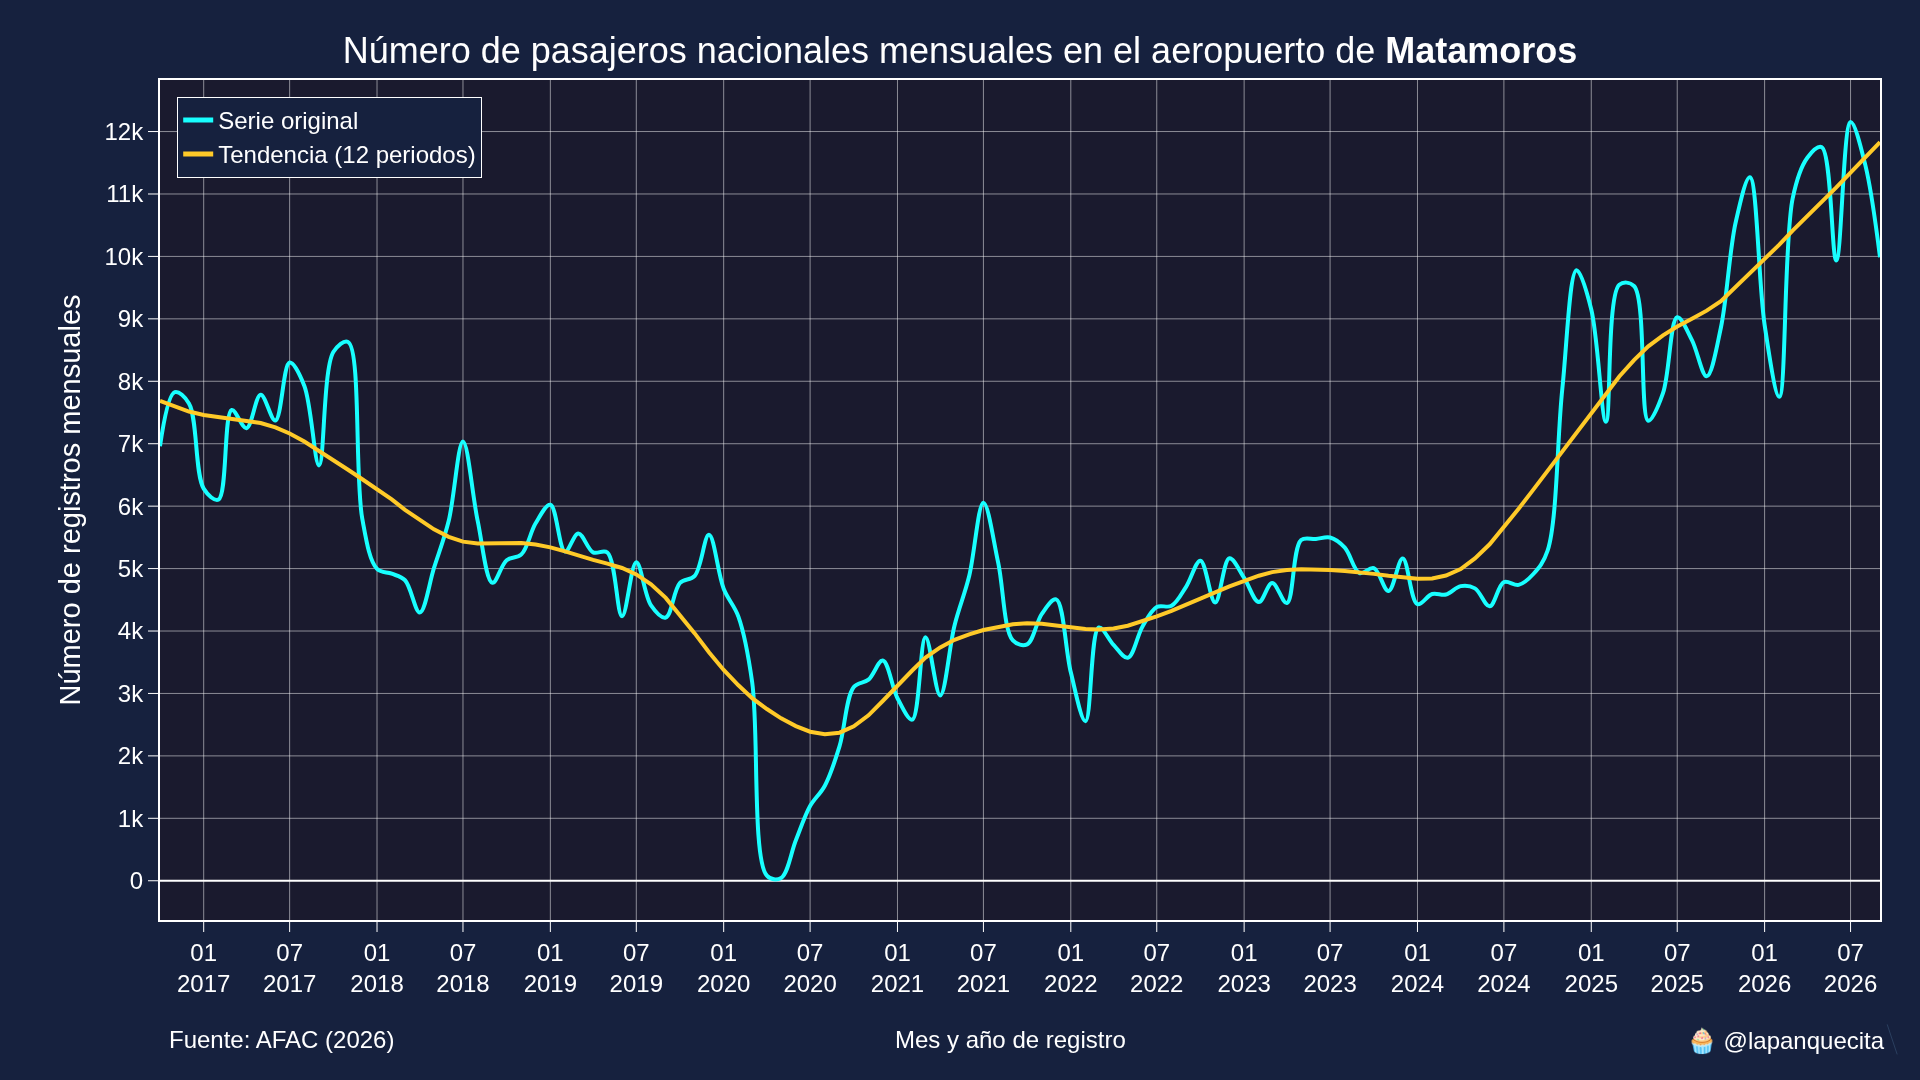 Número de pasajeros nacionales mensuales en el aeropuerto de Matamoros
Serie original
Tendencia (12 periodos)
Número de registros mensuales
12k
11k
10k
9k
8k
7k
6k
5k
4k
3k
2k
1k
0
01 07 01 07 01 07 01 07 01 07 01 07 01 07 01 07 01 07 01 07
2017 2017 2018 2018 2019 2019 2020 2020 2021 2021 2022 2022 2023 2023 2024 2024 2025 2025 2026 2026
Fuente: AFAC (2026)
Mes y año de registro
🧁 @lapanquecita